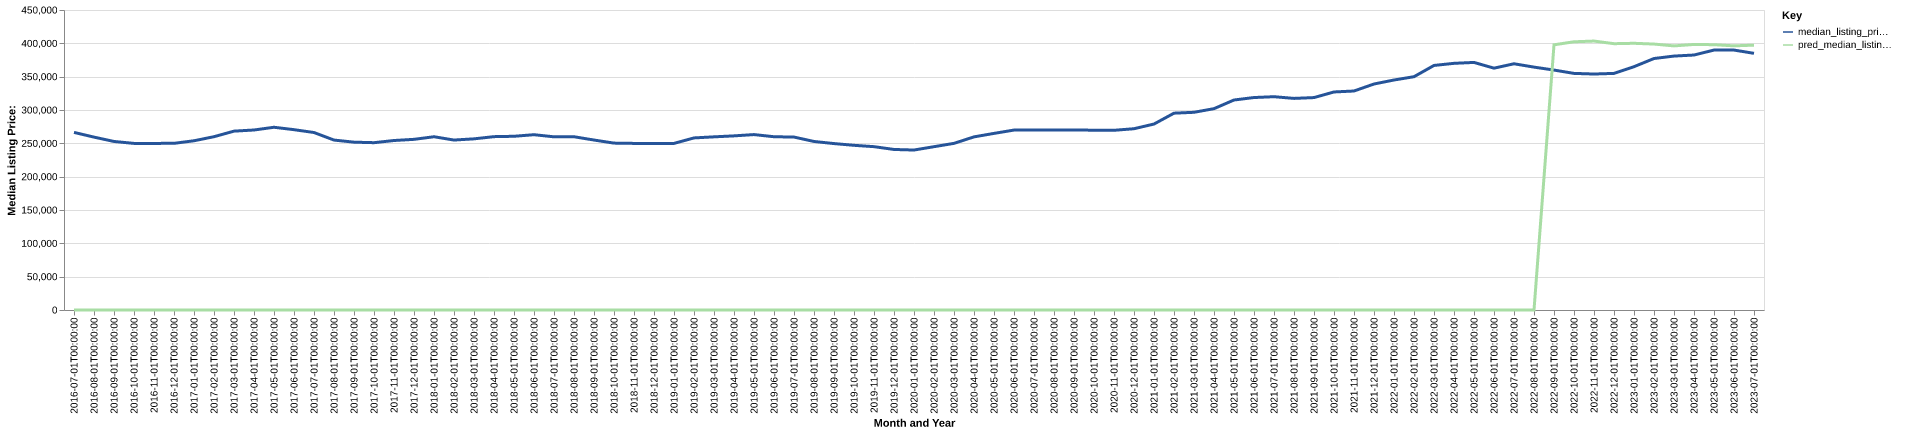 450,000
400,000
350,000
300,000
250,000
200,000
150,000
100,000
50,000
0
Median Listing Price:
2016-07-01T00:00:00
2016-08-01T00:00:00
2016-09-01T00:00:00
2016-10-01T00:00:00
2016-11-01T00:00:00
2016-12-01T00:00:00
2017-01-01T00:00:00
2017-02-01T00:00:00
2017-03-01T00:00:00
2017-04-01T00:00:00
2017-05-01T00:00:00
2017-06-01T00:00:00
2017-07-01T00:00:00
2017-08-01T00:00:00
2017-09-01T00:00:00
2017-10-01T00:00:00
2017-11-01T00:00:00
2017-12-01T00:00:00
2018-01-01T00:00:00
2018-02-01T00:00:00
2018-03-01T00:00:00
2018-04-01T00:00:00
2018-05-01T00:00:00
2018-06-01T00:00:00
2018-07-01T00:00:00
2018-08-01T00:00:00
2018-09-01T00:00:00
2018-10-01T00:00:00
2018-11-01T00:00:00
2018-12-01T00:00:00
2019-01-01T00:00:00
2019-02-01T00:00:00
2019-03-01T00:00:00
2019-04-01T00:00:00
2019-05-01T00:00:00
2019-06-01T00:00:00
2019-07-01T00:00:00
2019-08-01T00:00:00
2019-09-01T00:00:00
2019-10-01T00:00:00
2019-11-01T00:00:00
2019-12-01T00:00:00
2020-01-01T00:00:00
2020-02-01T00:00:00
2020-03-01T00:00:00
2020-04-01T00:00:00
2020-05-01T00:00:00
2020-06-01T00:00:00
2020-07-01T00:00:00
2020-08-01T00:00:00
2020-09-01T00:00:00
2020-10-01T00:00:00
2020-11-01T00:00:00
2020-12-01T00:00:00
2021-01-01T00:00:00
2021-02-01T00:00:00
2021-03-01T00:00:00
2021-04-01T00:00:00
2021-05-01T00:00:00
2021-06-01T00:00:00
2021-07-01T00:00:00
2021-08-01T00:00:00
2021-09-01T00:00:00
2021-10-01T00:00:00
2021-11-01T00:00:00
2021-12-01T00:00:00
2022-01-01T00:00:00
2022-02-01T00:00:00
2022-03-01T00:00:00
2022-04-01T00:00:00
2022-05-01T00:00:00
2022-06-01T00:00:00
2022-07-01T00:00:00
2022-08-01T00:00:00
2022-09-01T00:00:00
2022-10-01T00:00:00
2022-11-01T00:00:00
2022-12-01T00:00:00
2023-01-01T00:00:00
2023-02-01T00:00:00
2023-03-01T00:00:00
2023-04-01T00:00:00
2023-05-01T00:00:00
2023-06-01T00:00:00
2023-07-01T00:00:00
Month and Year
Key
median_listing_pri…
pred_median_listin…